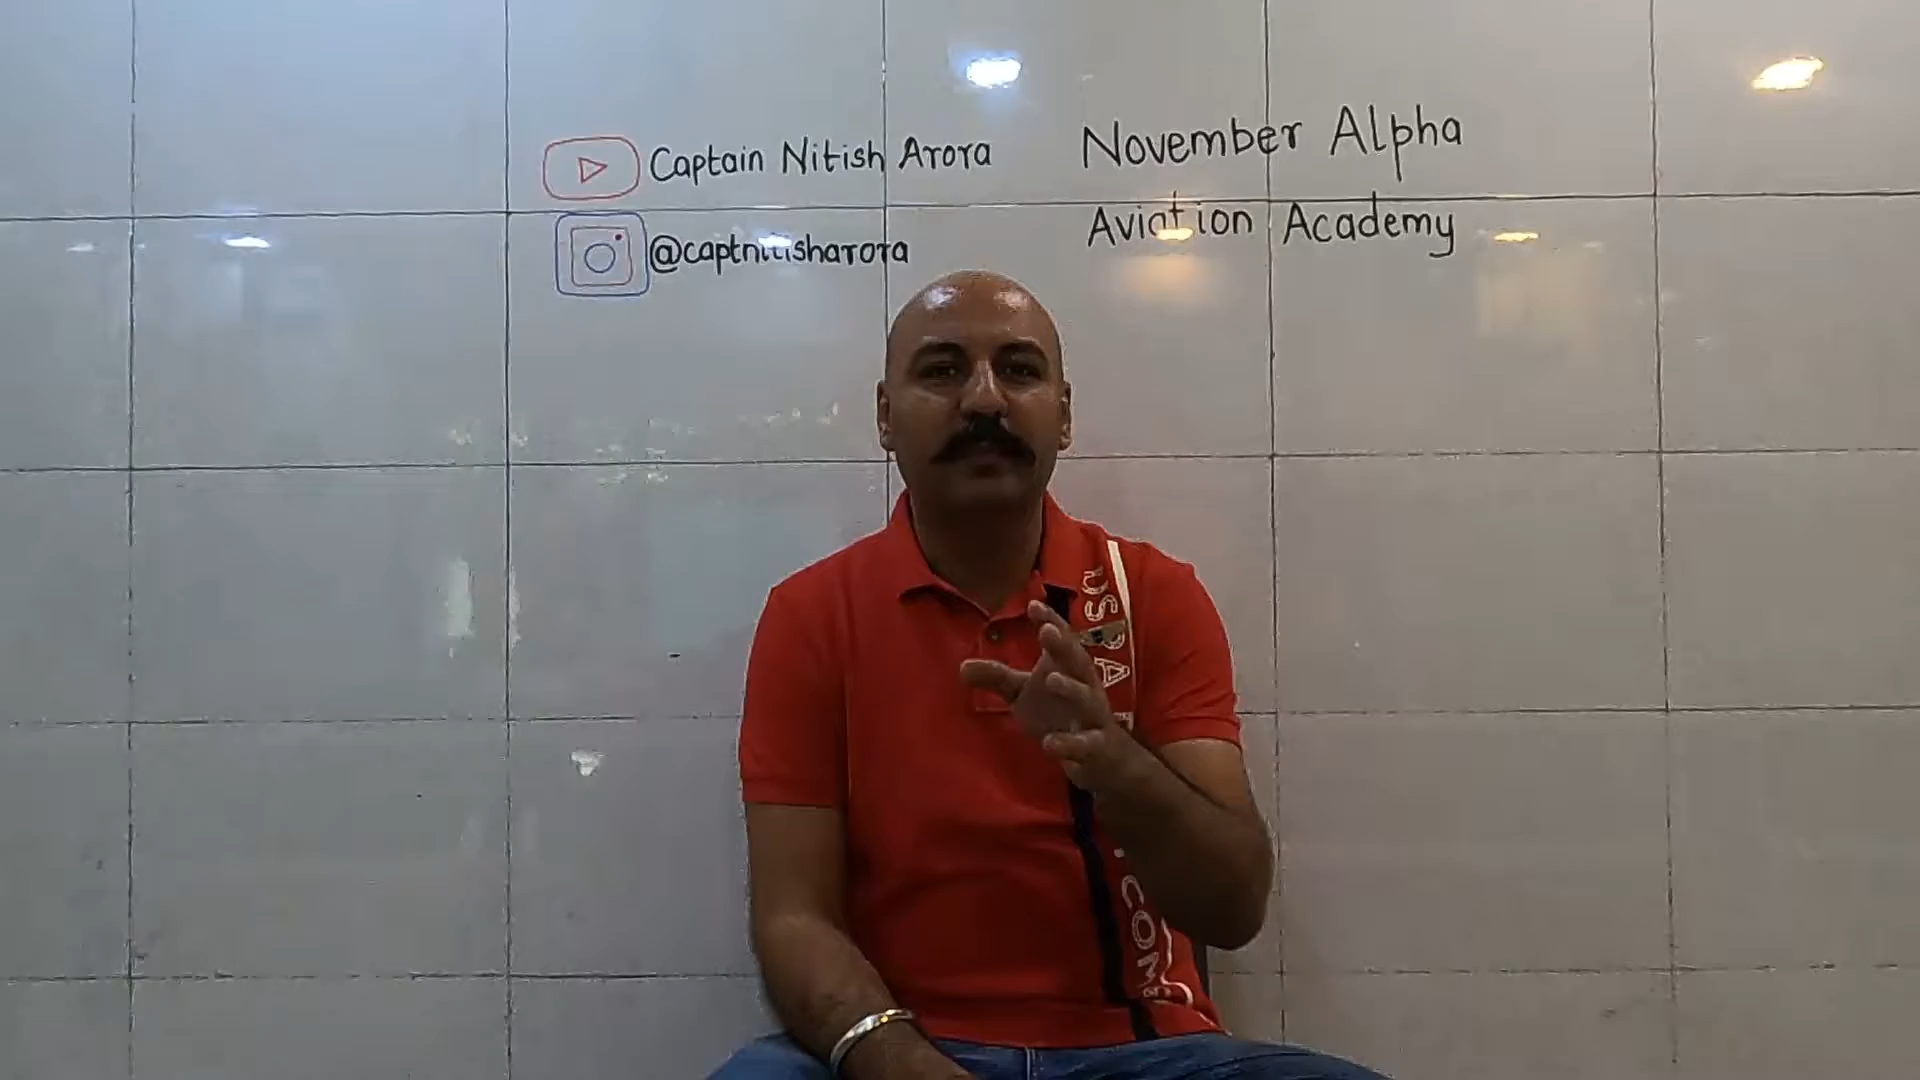 Captain Nitish Arora
@captnitisharora
November Alpha
Aviation Academy